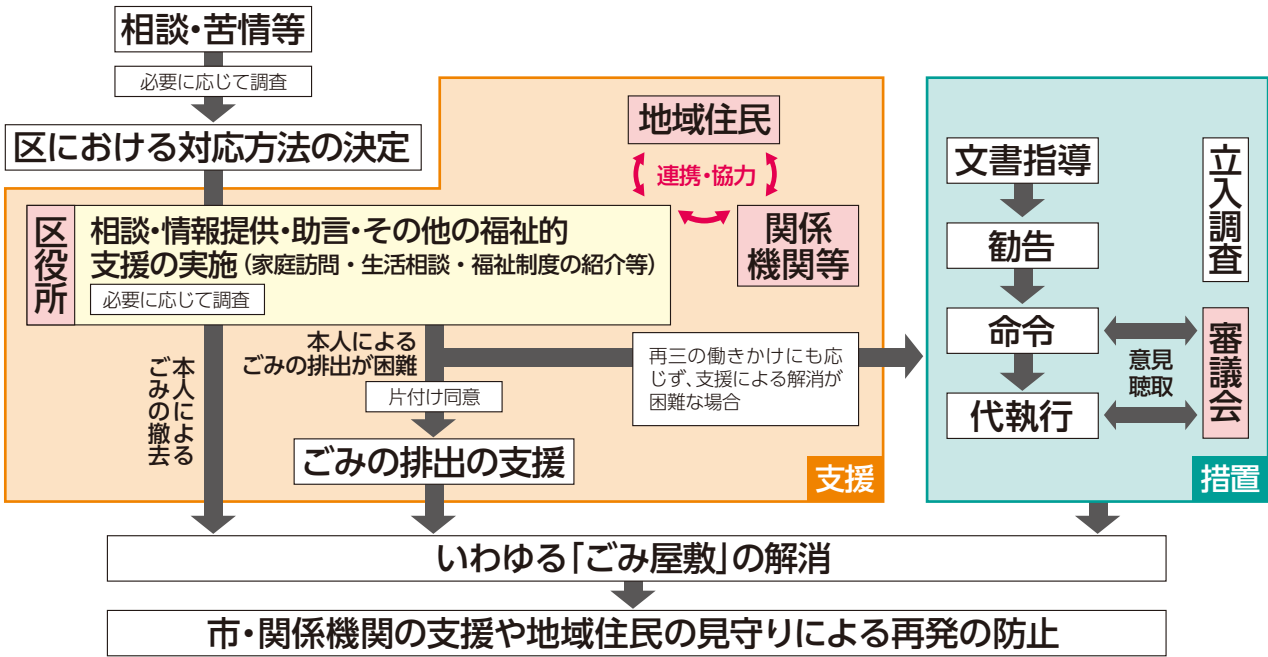 相談・苦情等
必要に応じて調査
区における対応方法の決定
区役所
相談・情報提供・助言・その他の福祉的
支援の実施（家庭訪問・生活相談・福祉制度の紹介等）
必要に応じて調査
地域住民
連携・協力
関係
機関等
本人による
ごみの撤去
本人による
ごみの排出が困難
片付け同意
ごみの排出の支援
再三の働きかけにも応
じず、支援による解消が
困難な場合
支援
文書指導
勧告
命令
代執行
立入調査
意見
聴取
審議会
措置
いわゆる「ごみ屋敷」の解消
市・関係機関の支援や地域住民の見守りによる再発の防止